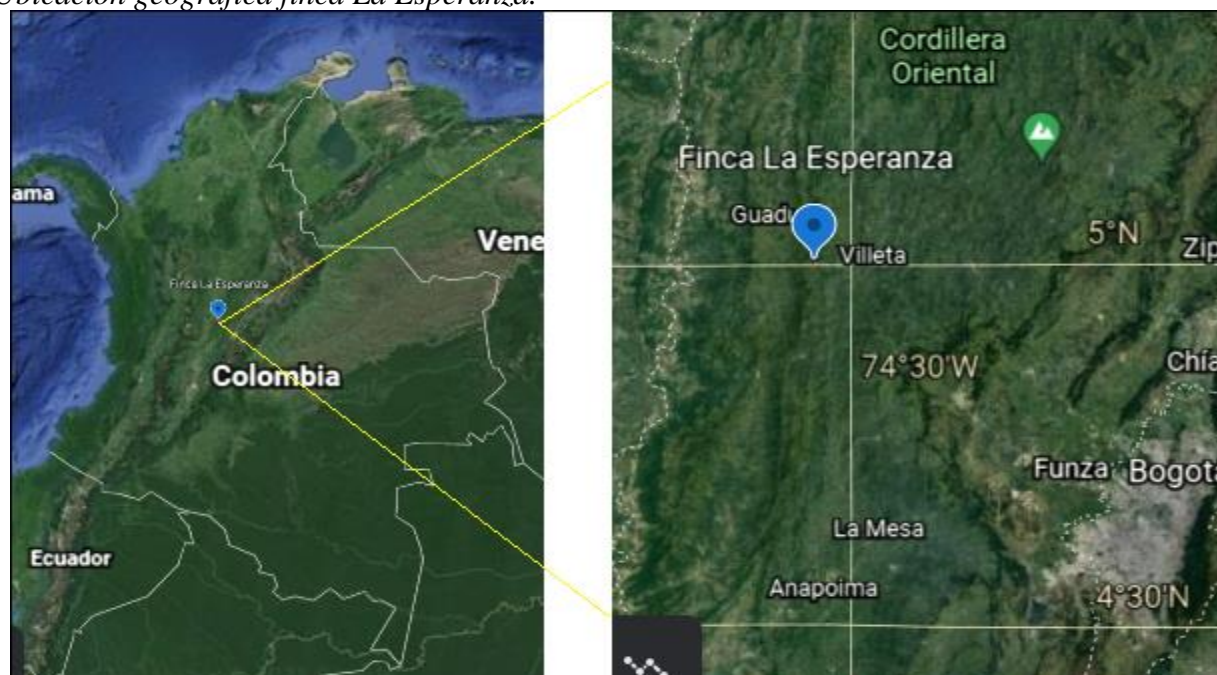 Ubicación geográfica finca La Esperanza.
ama
Vene
Finca La Esperanza
Colombia
Ecuador
Cordillera
Oriental
Finca La Esperanza
Guadu
Villeta
5°N
Zip
74°30'W
Chía
Funza
Bogotá
La Mesa
Anapoima
4°30'N